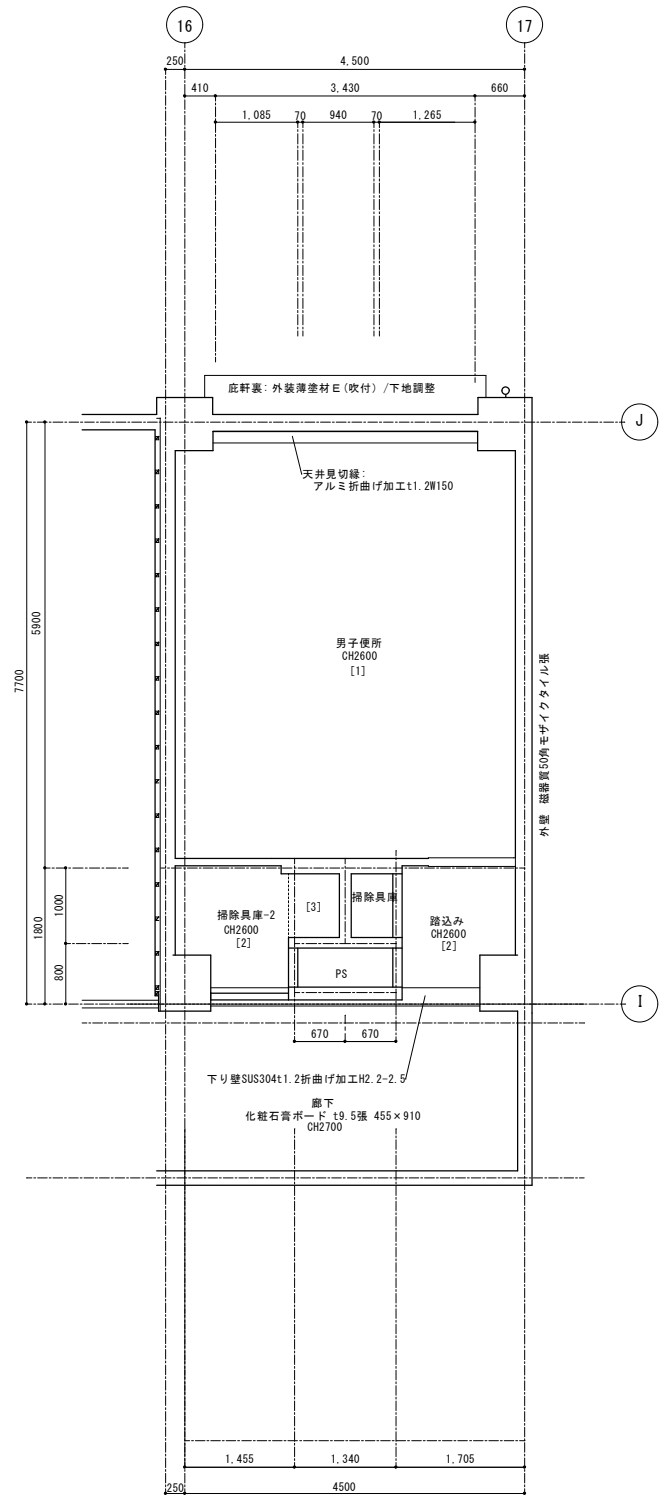 16
17
250
4,500
410
3,430
660
1,085
70
940
70
1,265
庇軒裏：外装薄塗材Ｅ(吹付) /下地調整
J
天井見切縁：
アルミ折曲げ加工t1.2W150
5900
7700
男子便所
CH2600
[1]
外壁 磁器質50角モザイクタイル張
1000
1800
800
掃除具庫-2
CH2600
[2]
[3]
掃除具庫
踏込み
CH2600
[2]
PS
I
670
670
下り壁SUS304t1.2折曲げ加工H2.2-2.5
廊下
化粧石膏ボード t9.5張 455×910
CH2700
1,455
1,340
1,705
250
4500